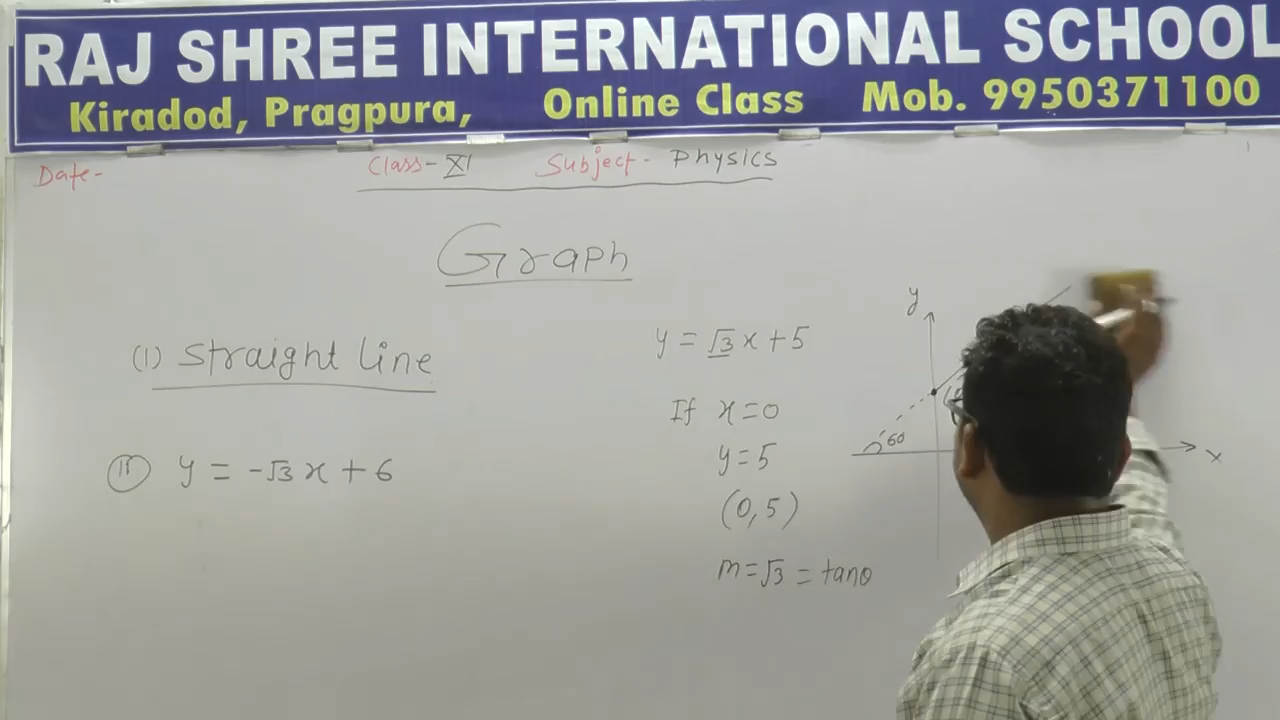 RAJ SHREE INTERNATIONAL SCHOOL
Kiradod, Pragpura, Online Class Mob. 9950371100
Date-
Class- XI Subject- Physics
Graph
(1) Straight Line
(II) y = -√3 x + 6
y = √3 x + 5
If x = 0
y = 5
(0, 5)
m = √3 = tanθ
y
60
x